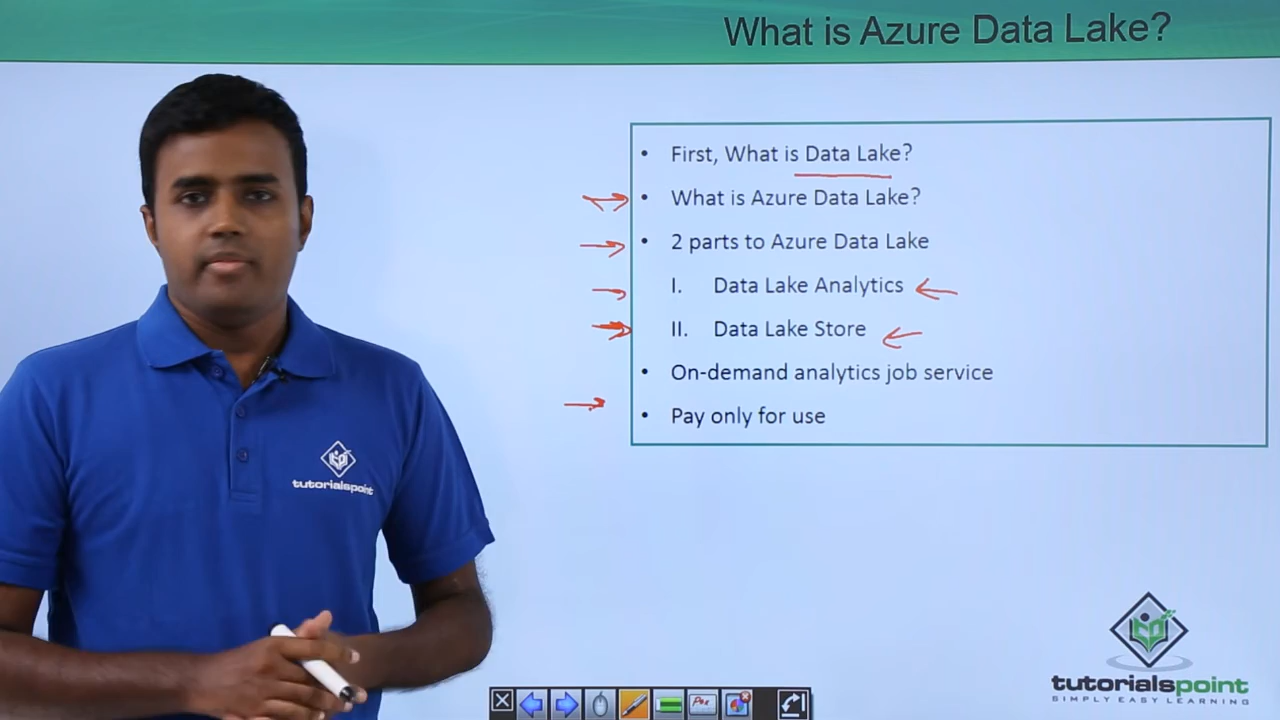 What is Azure Data Lake?
• First, What is Data Lake?
• What is Azure Data Lake?
• 2 parts to Azure Data Lake
I. Data Lake Analytics
II. Data Lake Store
• On-demand analytics job service
• Pay only for use
tutorialspoint
tutorialspoint
SIMPLY EASY LEARNING